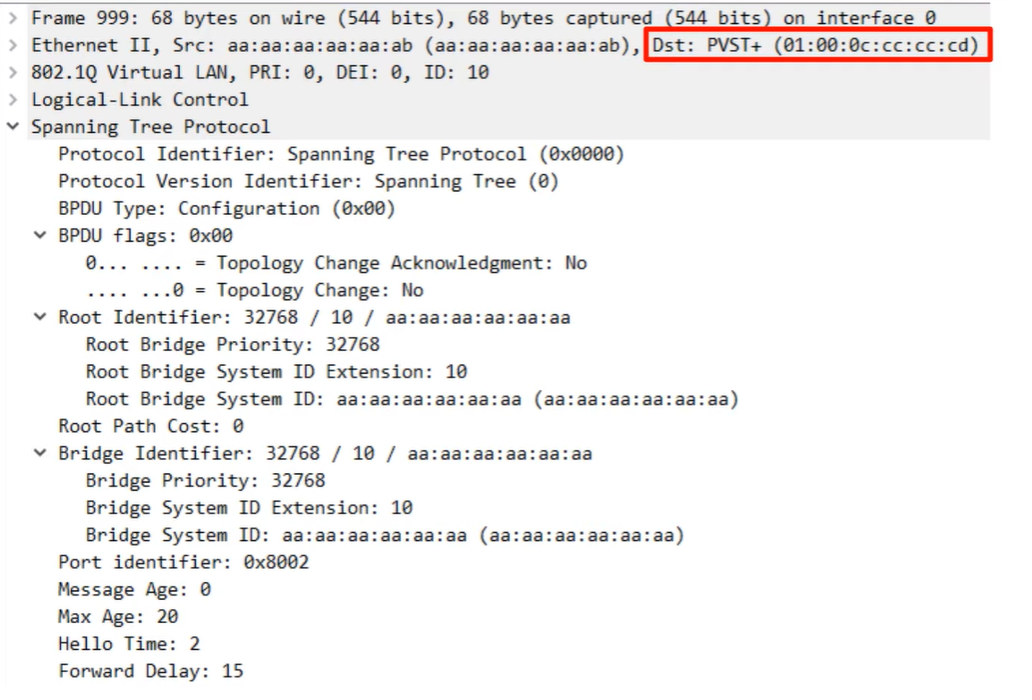 Frame 999: 68 bytes on wire (544 bits), 68 bytes captured (544 bits) on interface 0
Ethernet II, Src: aa:aa:aa:aa:aa:ab (aa:aa:aa:aa:aa:ab), Dst: PVST+ (01:00:0c:cc:cc:cd)
802.1Q Virtual LAN, PRI: 0, DEI: 0, ID: 10
Logical-Link Control
Spanning Tree Protocol
Protocol Identifier: Spanning Tree Protocol (0x0000)
Protocol Version Identifier: Spanning Tree (0)
BPDU Type: Configuration (0x00)
BPDU flags: 0x00
0... .... = Topology Change Acknowledgment: No
.... ...0 = Topology Change: No
Root Identifier: 32768 / 10 / aa:aa:aa:aa:aa:aa
Root Bridge Priority: 32768
Root Bridge System ID Extension: 10
Root Bridge System ID: aa:aa:aa:aa:aa:aa (aa:aa:aa:aa:aa:aa)
Root Path Cost: 0
Bridge Identifier: 32768 / 10 / aa:aa:aa:aa:aa:aa
Bridge Priority: 32768
Bridge System ID Extension: 10
Bridge System ID: aa:aa:aa:aa:aa:aa (aa:aa:aa:aa:aa:aa)
Port identifier: 0x8002
Message Age: 0
Max Age: 20
Hello Time: 2
Forward Delay: 15